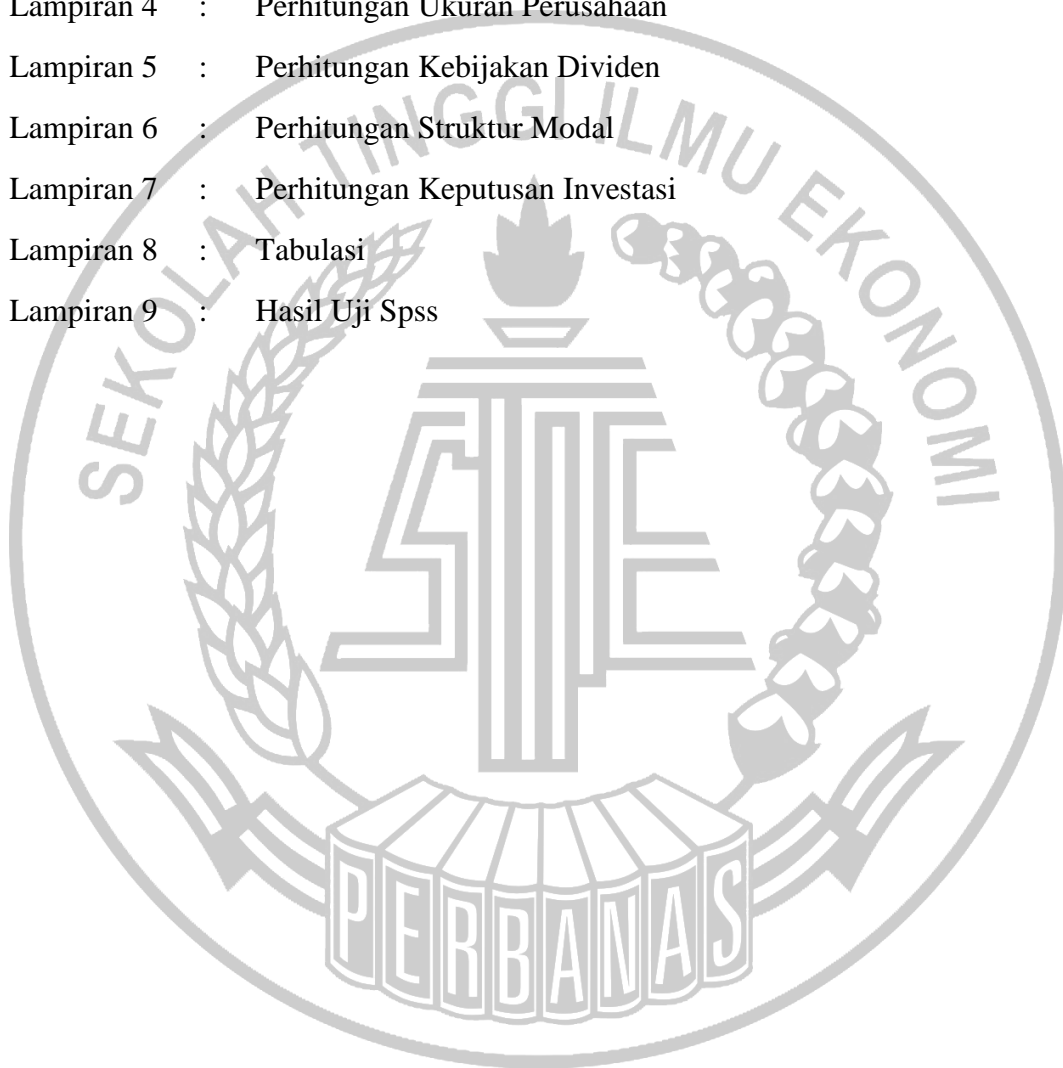 Lampiran 4 : Perhitungan Ukuran Perusahaan
Lampiran 5 : Perhitungan Kebijakan Dividen
Lampiran 6 : Perhitungan Struktur Modal
Lampiran 7 : Perhitungan Keputusan Investasi
Lampiran 8 : Tabulasi
Lampiran 9 : Hasil Uji Spss
SEKOLAH TINGGI ILMU EKONOMI
STIE
PERBANAS